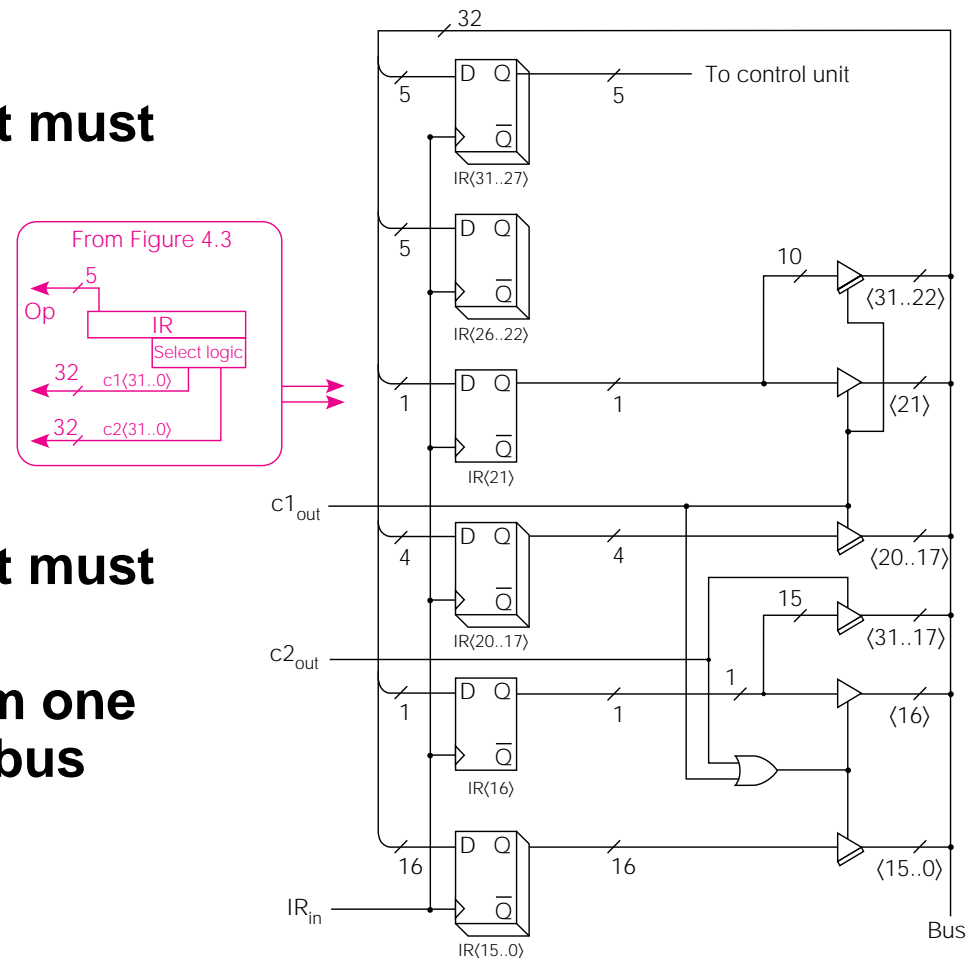 t must
t must
m one
bus
From Figure 4.3
5
Op
IR
Select logic
32 c1⟨31..0⟩
32 c2⟨31..0⟩
32
5
D Q
Q̅
5
To control unit
IR⟨31..27⟩
5
D Q
Q̅
IR⟨26..22⟩
10
⟨31..22⟩
1
D Q
Q̅
1
⟨21⟩
IR⟨21⟩
c1out
4
D Q
Q̅
4
⟨20..17⟩
IR⟨20..17⟩
15
⟨31..17⟩
c2out
1
D Q
Q̅
1
1
⟨16⟩
IR⟨16⟩
16
D Q
Q̅
16
⟨15..0⟩
IRin
IR⟨15..0⟩
Bus